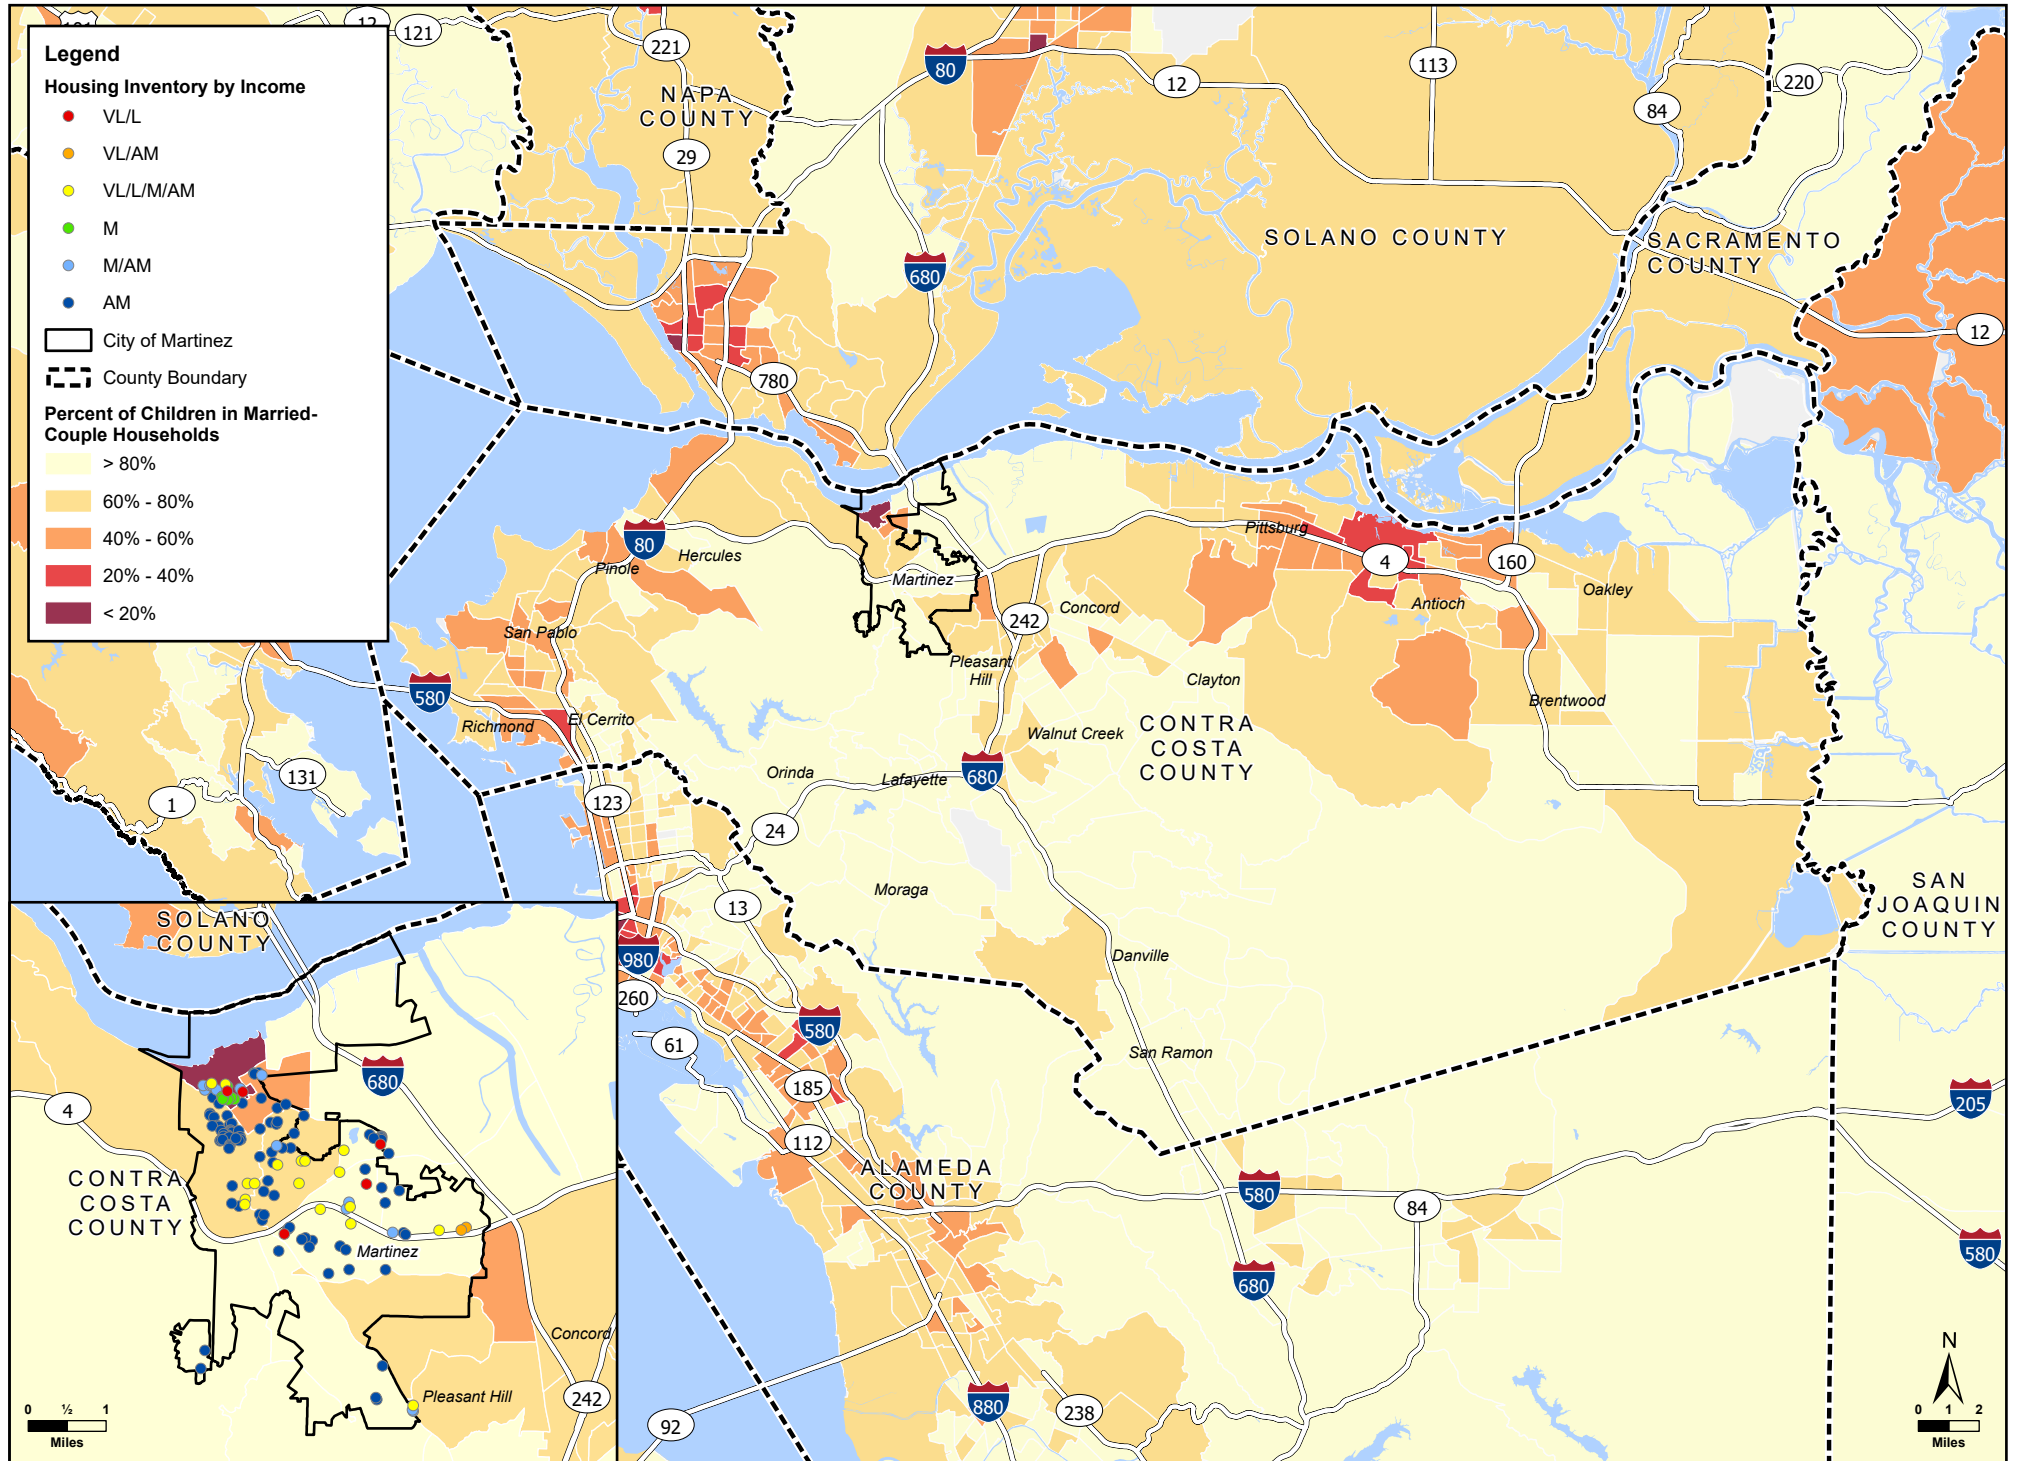 Legend
Housing Inventory by Income
VL/L
VL/AM
VL/L/M/AM
M
M/AM
AM
City of Martinez
County Boundary
Percent of Children in Married-
Couple Households
> 80%
60% - 80%
40% - 60%
20% - 40%
< 20%
12
121
221
80
12
113
84
220
NAPA
COUNTY
29
SOLANO COUNTY
SACRAMENTO
COUNTY
680
12
780
80
Hercules
Pinole
Martinez
Pittsburg
4
160
Antioch
Oakley
Concord
242
San Pablo
Pleasant
Hill
Clayton
580
Richmond
El Cerrito
Brentwood
Walnut Creek
CONTRA
COSTA
COUNTY
131
1
123
Orinda
Lafayette
680
24
Moraga
13
SAN
JOAQUIN
COUNTY
980
Danville
260
61
580
San Ramon
185
205
112
ALAMEDA
COUNTY
580
84
580
680
880
238
92
N
0 1 2
Miles
SOLANO
COUNTY
680
4
CONTRA
COSTA
COUNTY
Martinez
Concord
Pleasant Hill
242
0 ½ 1
Miles